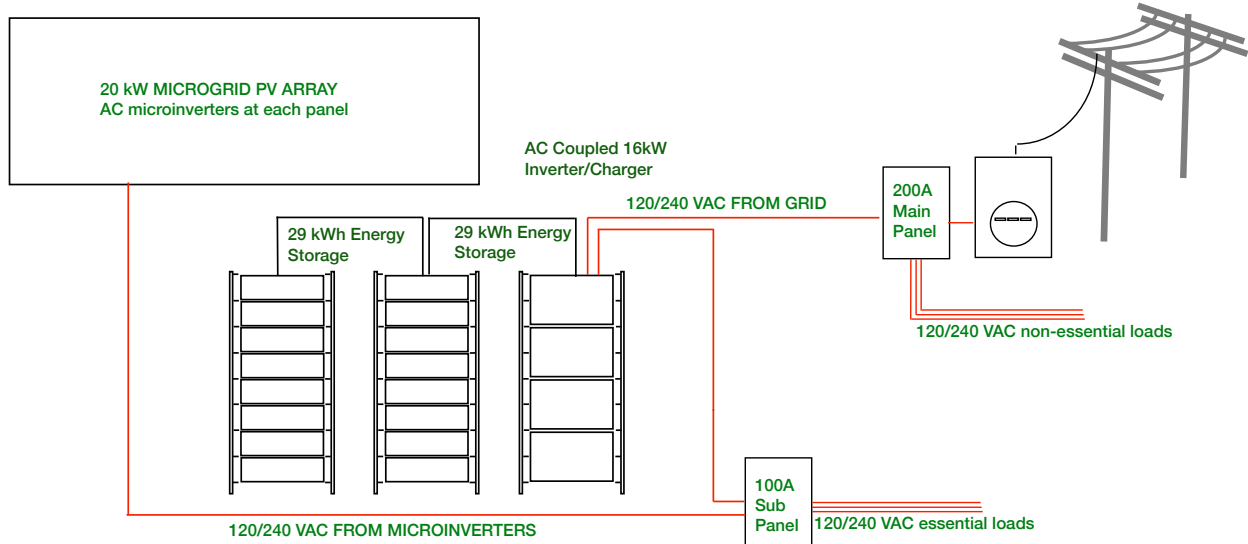 20 kW MICROGRID PV ARRAY
AC microinverters at each panel
AC Coupled 16kW
Inverter/Charger
120/240 VAC FROM GRID
200A
Main
Panel
29 kWh Energy
Storage
29 kWh Energy
Storage
120/240 VAC non-essential loads
100A
Sub
Panel
120/240 VAC essential loads
120/240 VAC FROM MICROINVERTERS